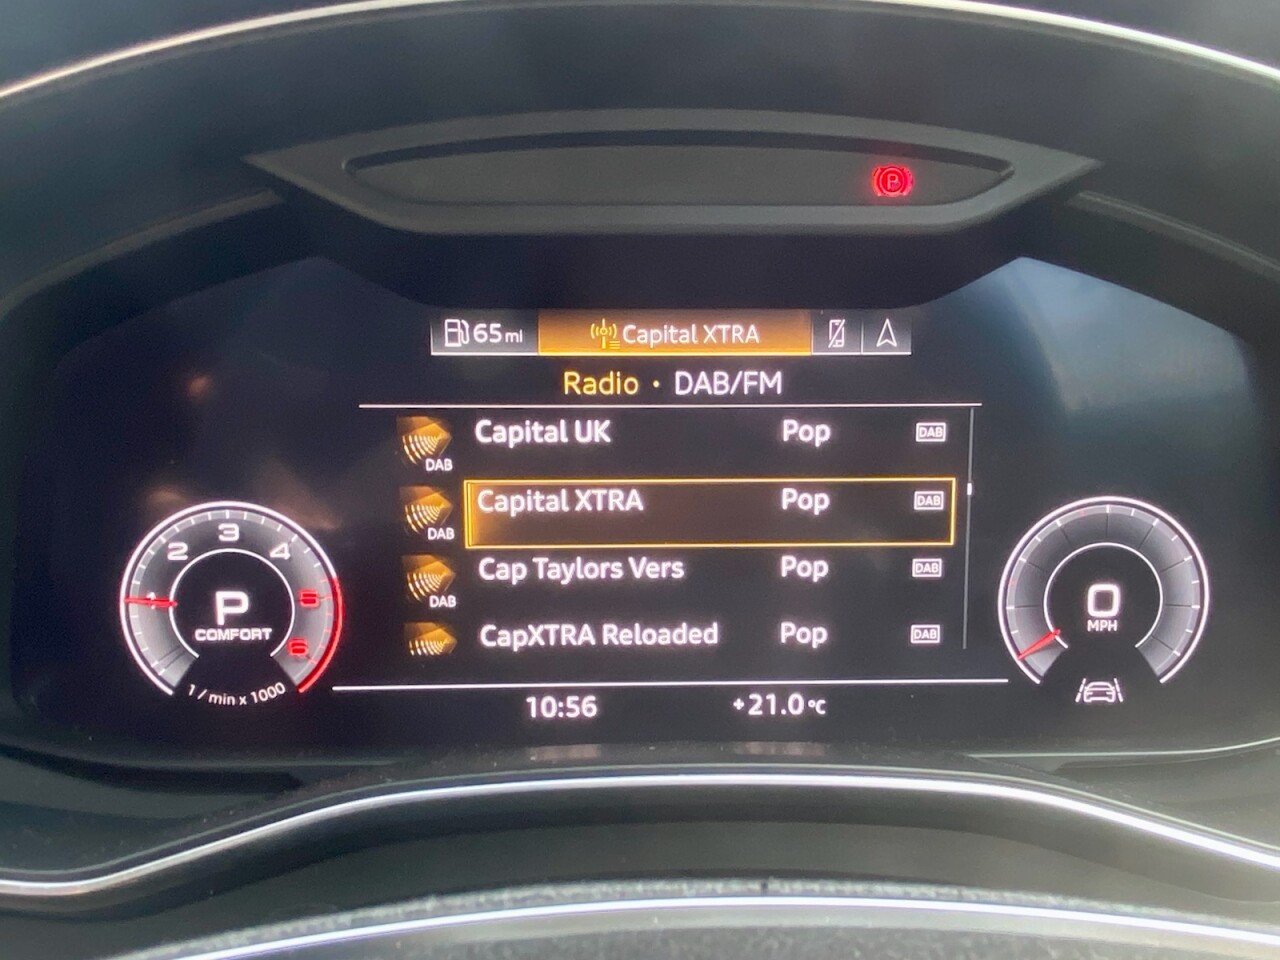 P
65 ml Capital XTRA
Radio • DAB/FM
Capital UK Pop DAB
DAB
Capital XTRA Pop DAB
DAB
Cap Taylors Vers Pop DAB
DAB
CapXTRA Reloaded Pop DAB
1 2 3 4 5 6
P
COMFORT
1 / min x 1000
0
MPH
10:56 +21.0 °C